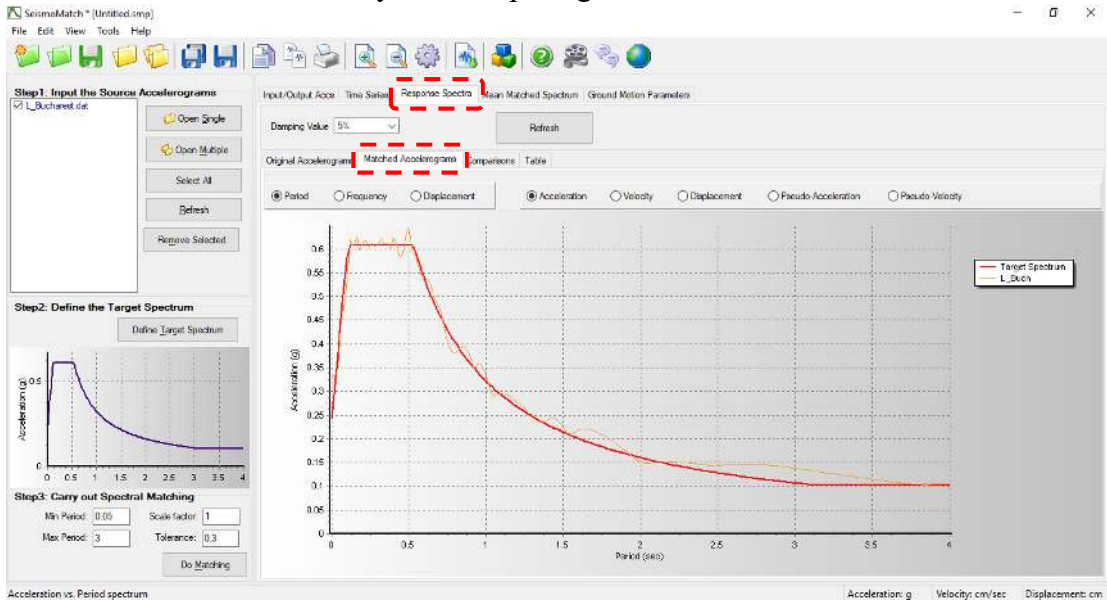 SeismoMatch * [Untitled.smp]
File Edit View Tools Help
Step1: Input the Source Accelerograms
L_Bucharest.dat
Open Single
Open Multiple
Select All
Refresh
Remove Selected
Step2: Define the Target Spectrum
Define Target Spectrum
Acceleration (g)
0.5
0
0 0.5 1 1.5 2 2.5 3 3.5 4
Step3: Carry out Spectral Matching
Min Period: 0.05 Scale factor: 1
Max Period: 3 Tolerance: 0.3
Do Matching
Input/Output Accs Time Series Response Spectra Mean Matched Spectrum Ground Motion Parameters
Damping Value 5% Refresh
Original Accelerograms Matched Accelerograms Comparisons Table
Period Frequency Displacement Acceleration Velocity Displacement Pseudo-Acceleration Pseudo-Velocity
Acceleration (g)
0.6
0.55
0.5
0.45
0.4
0.35
0.3
0.25
0.2
0.15
0.1
0.05
0
0 0.5 1 1.5 2 2.5 3 3.5 4
Period (sec)
Target Spectrum
L_Buch
Acceleration vs. Period spectrum
Acceleration: g Velocity: cm/sec Displacement: cm